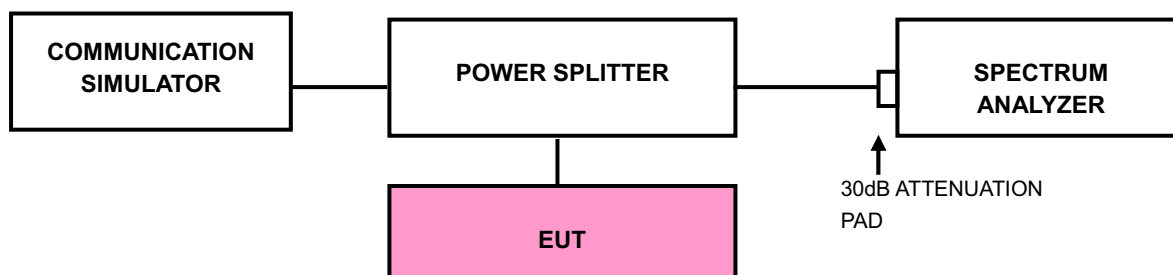 COMMUNICATION
SIMULATOR
POWER SPLITTER
SPECTRUM
ANALYZER
30dB ATTENUATION
PAD
EUT